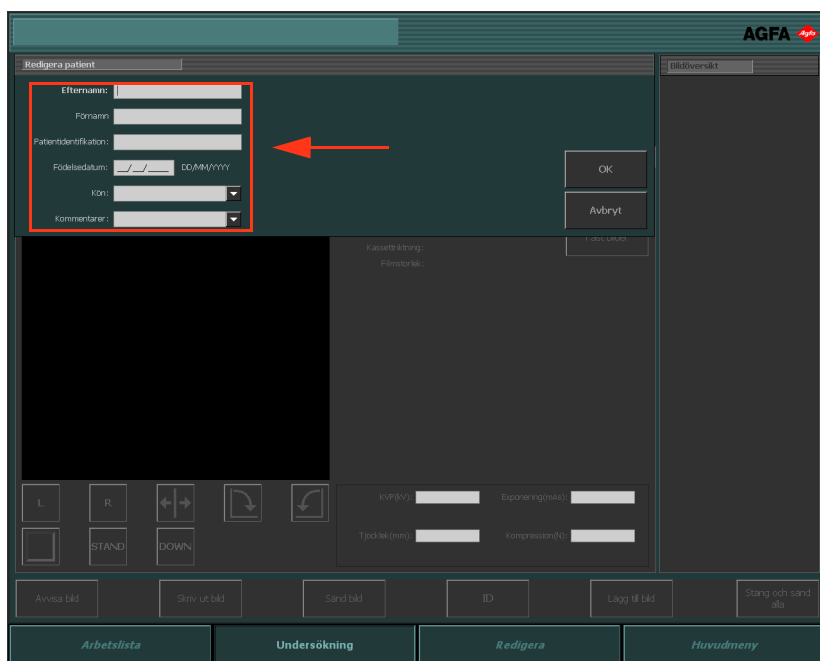 AGFA Agfa
Redigera patient
Bildöversikt
Efternamn:
Förnamn
Patientidentifikation:
Födelsedatum: __/__/____ DD/MM/YYYY
Kön:
Kommentarer:
OK
Avbryt
Kassettriktning:
Filmstorlek:
L
R
STAND
DOWN
KVP(kV):
Exponering(mAs):
Tjocklek(mm):
Kompression(N):
Avvisa bild
Skriv ut bild
Sänd bild
ID
Lägg till bild
Stäng och sänd
alla
Arbetslista
Undersökning
Redigera
Huvudmeny